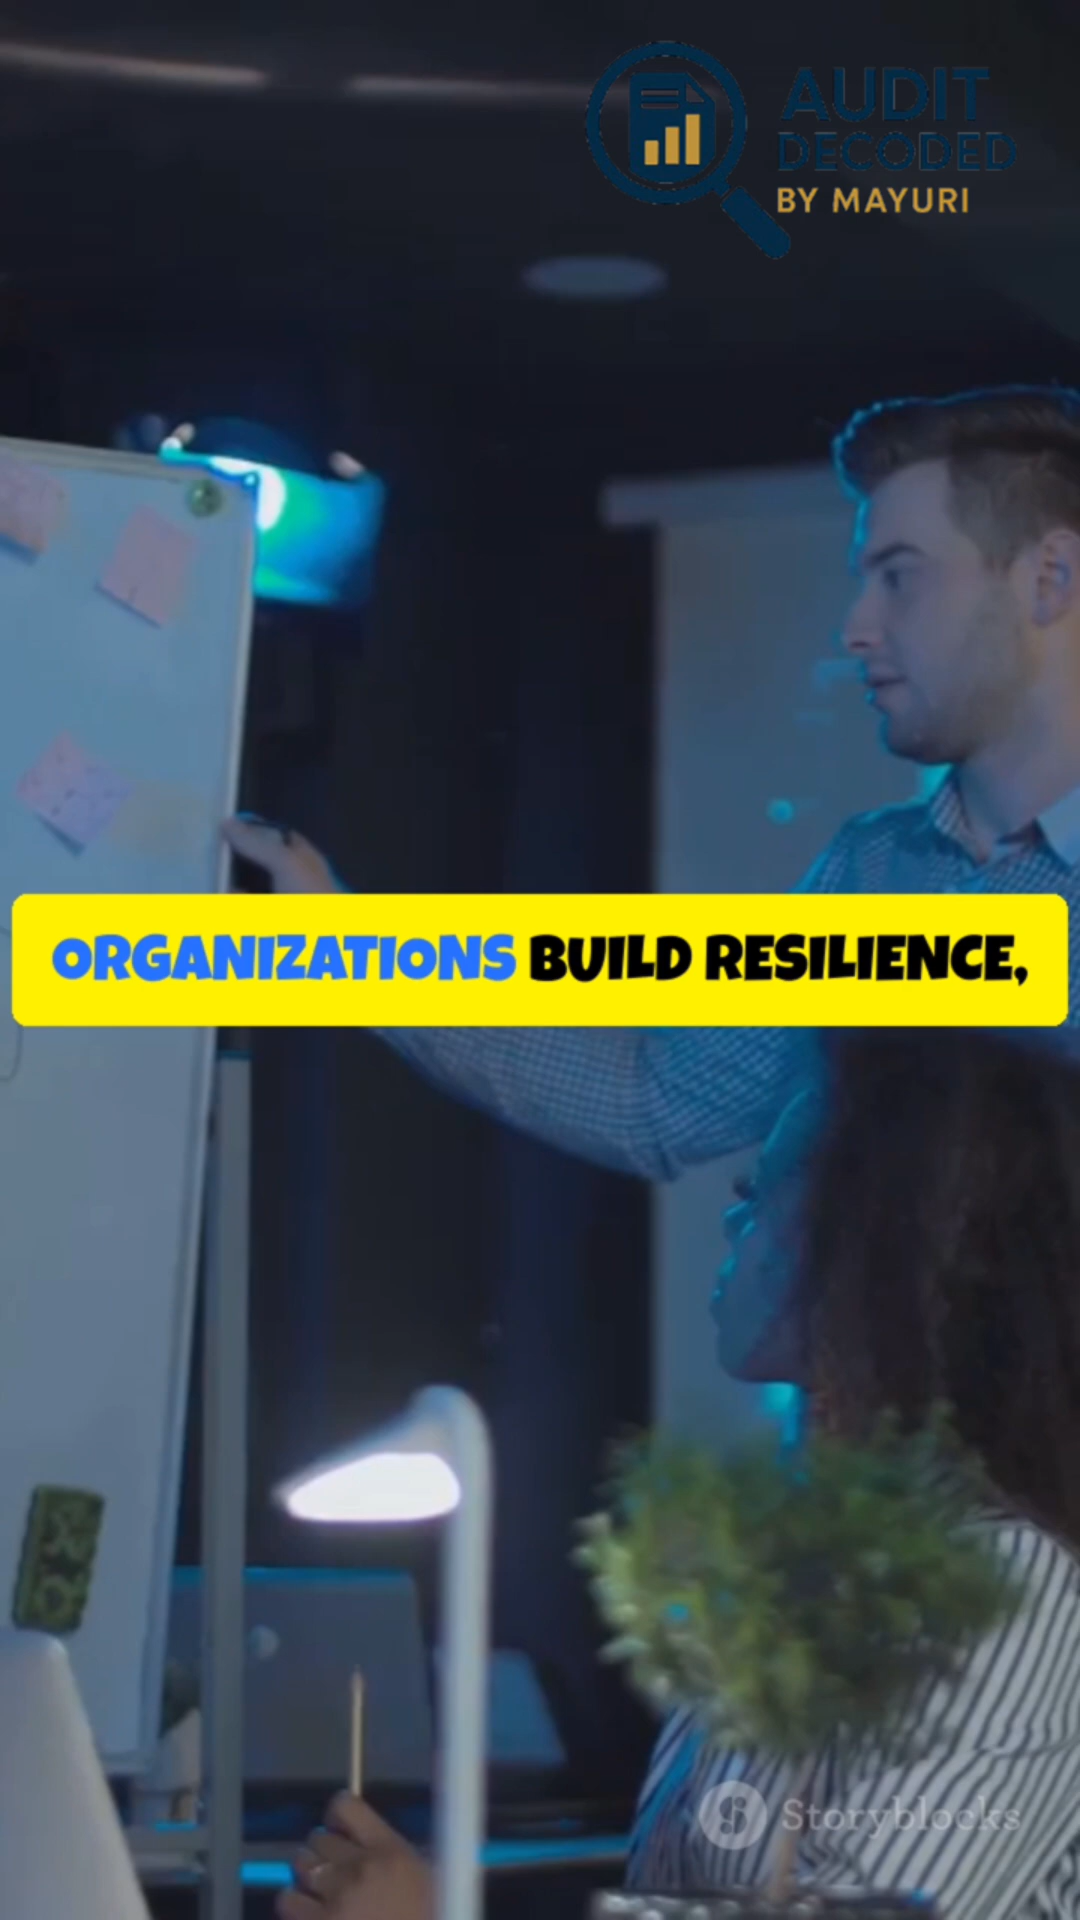 AUDIT
DECODED
BY MAYURI
ORGANIZATIONS BUILD RESILIENCE,
Storyblocks